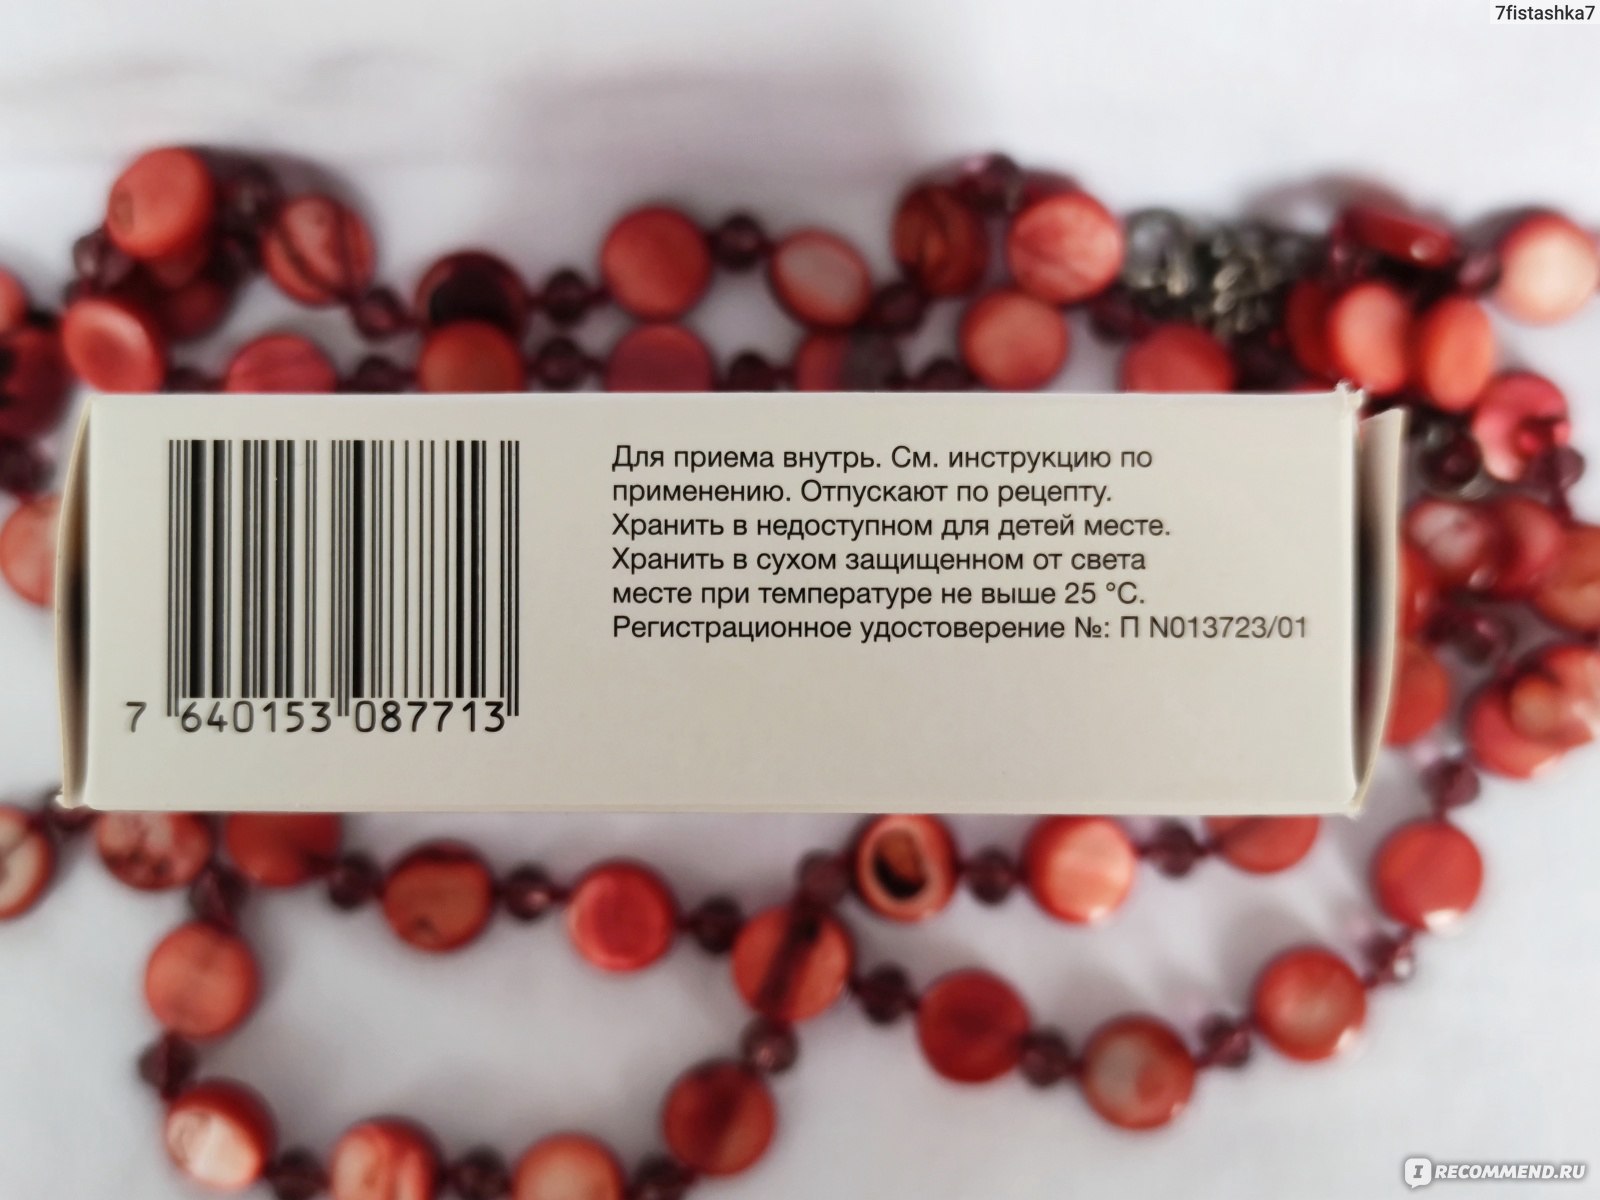 7fistashka7
Для приема внутрь. См. инструкцию по
применению. Отпускают по рецепту.
Хранить в недоступном для детей месте.
Хранить в сухом защищенном от света
месте при температуре не выше 25 °C.
Регистрационное удостоверение №: П N013723/01
7 640153 087713
IRECOMMEND.RU